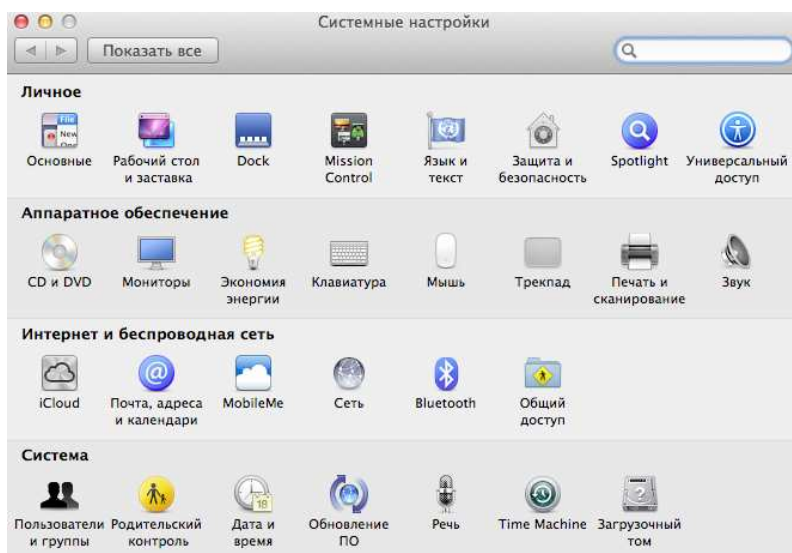 Системные настройки
Показать все
Личное
Основные
Рабочий стол
и заставка
Dock
Mission
Control
Язык и
текст
Защита и
безопасность
Spotlight
Универсальный
доступ
Аппаратное обеспечение
CD и DVD
Мониторы
Экономия
энергии
Клавиатура
Мышь
Трекпад
Печать и
сканирование
Звук
Интернет и беспроводная сеть
iCloud
Почта, адреса
и календари
MobileMe
Сеть
Bluetooth
Общий
доступ
Система
Пользователи
и группы
Родительский
контроль
Дата и
время
Обновление
ПО
Речь
Time Machine
Загрузочный
том
File
New
18